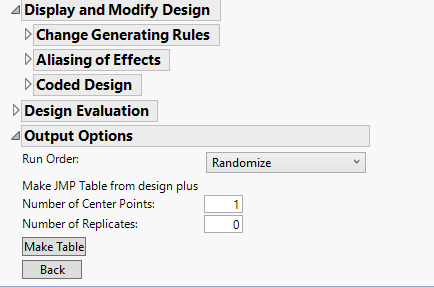 Display and Modify Design
Change Generating Rules
Aliasing of Effects
Coded Design
Design Evaluation
Output Options
Run Order: Randomize
Make JMP Table from design plus
Number of Center Points: 1
Number of Replicates: 0
Make Table
Back